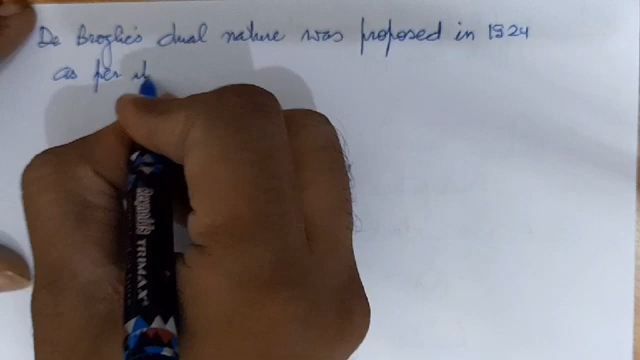 De Broglie's dual nature was proposed in 1924
as per
Reynolds TRIMAX